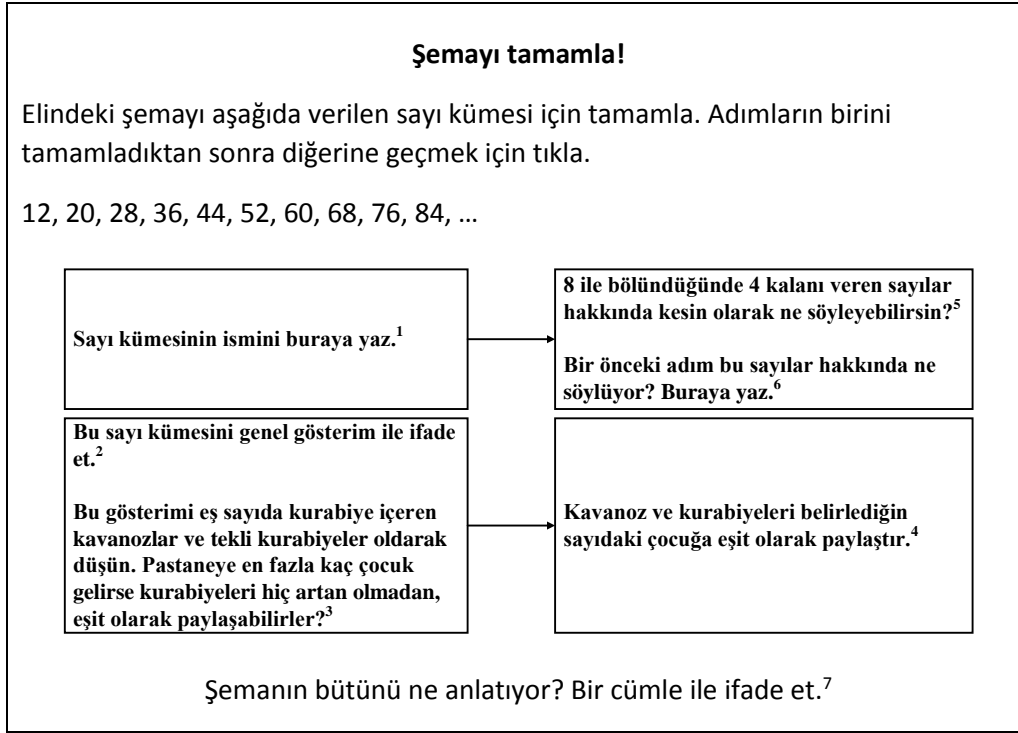 Şemayı tamamla!
Elindeki şemayı aşağıda verilen sayı kümesi için tamamla. Adımların birini
tamamladıktan sonra diğerine geçmek için tıkla.
12, 20, 28, 36, 44, 52, 60, 68, 76, 84, …
Sayı kümesinin ismini buraya yaz.¹
8 ile bölündüğünde 4 kalanı veren sayılar
hakkında kesin olarak ne söyleyebilirsin?⁵
Bir önceki adım bu sayılar hakkında ne
söylüyor? Buraya yaz.⁶
Bu sayı kümesini genel gösterim ile ifade
et.²
Bu gösterimi eş sayıda kurabiye içeren
kavanozlar ve tekli kurabiyeler oldarak
düşün. Pastaneye en fazla kaç çocuk
gelirse kurabiyeleri hiç artan olmadan,
eşit olarak paylaşabilirler?³
Kavanoz ve kurabiyeleri belirlediğin
sayıdaki çocuğa eşit olarak paylaştır.⁴
Şemanın bütünü ne anlatıyor? Bir cümle ile ifade et.⁷